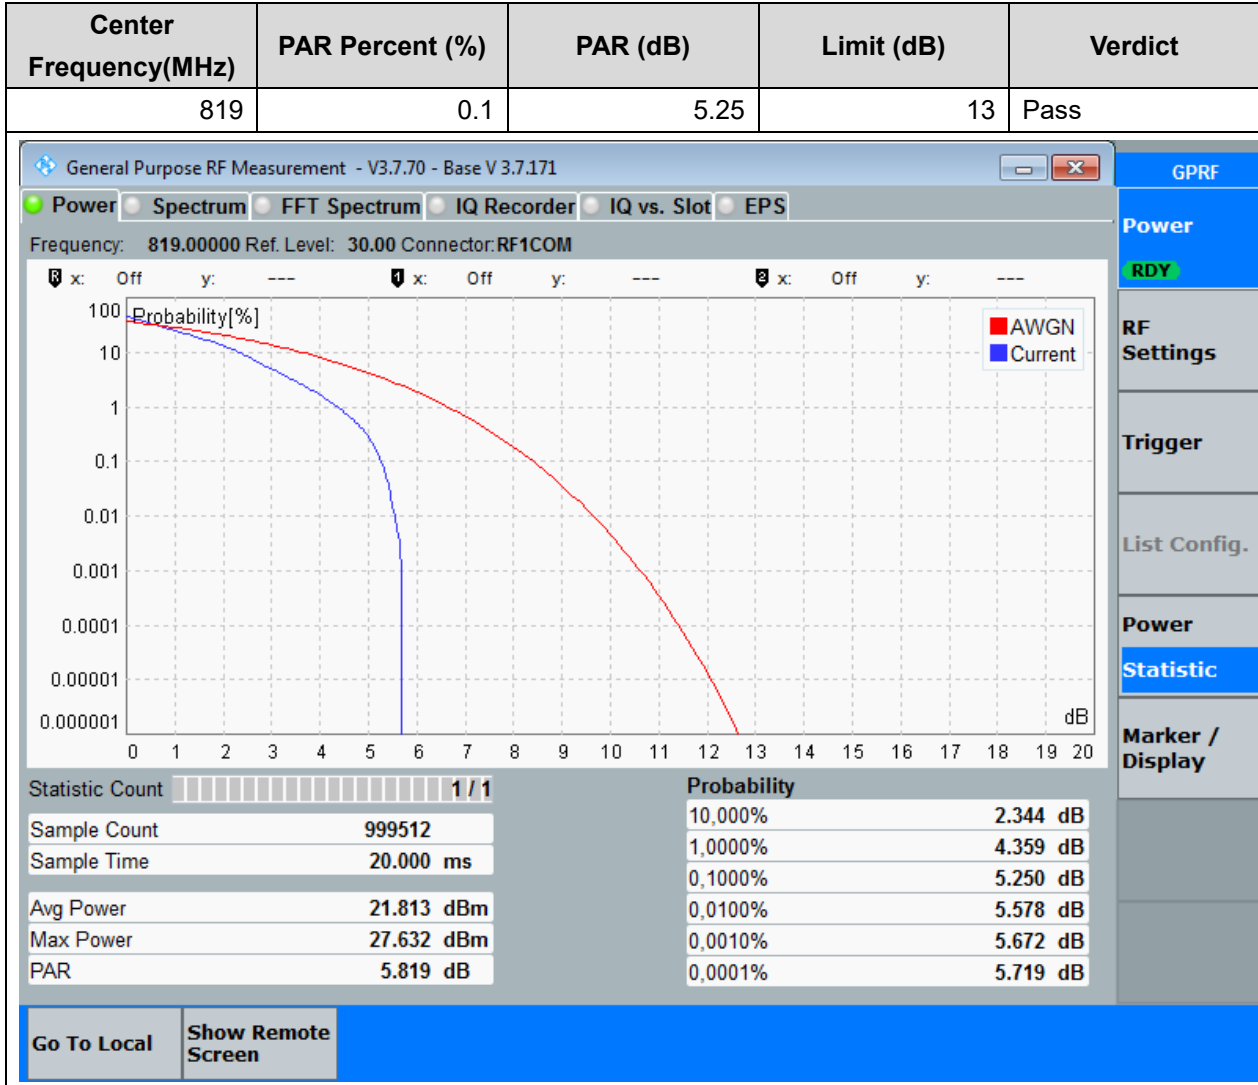 Center Frequency(MHz) PAR Percent (%) PAR (dB) Limit (dB) Verdict
819 0.1 5.25 13 Pass
General Purpose RF Measurement - V3.7.70 - Base V 3.7.171
GPRF
Power Spectrum FFT Spectrum IQ Recorder IQ vs. Slot EPS
Power
RDY
Frequency: 819.00000 Ref. Level: 30.00 Connector:RF1COM
R x: Off y: --- 1 x: Off y: --- 2 x: Off y: ---
Probability[%]
AWGN
Current
100
10
1
0.1
0.01
0.001
0.0001
0.00001
0.000001
dB
0 1 2 3 4 5 6 7 8 9 10 11 12 13 14 15 16 17 18 19 20
RF Settings
Trigger
List Config.
Power
Statistic
Marker / Display
Statistic Count 1 / 1
Sample Count 999512
Sample Time 20.000 ms
Avg Power 21.813 dBm
Max Power 27.632 dBm
PAR 5.819 dB
Probability
10,000% 2.344 dB
1,0000% 4.359 dB
0,1000% 5.250 dB
0,0100% 5.578 dB
0,0010% 5.672 dB
0,0001% 5.719 dB
Go To Local
Show Remote Screen